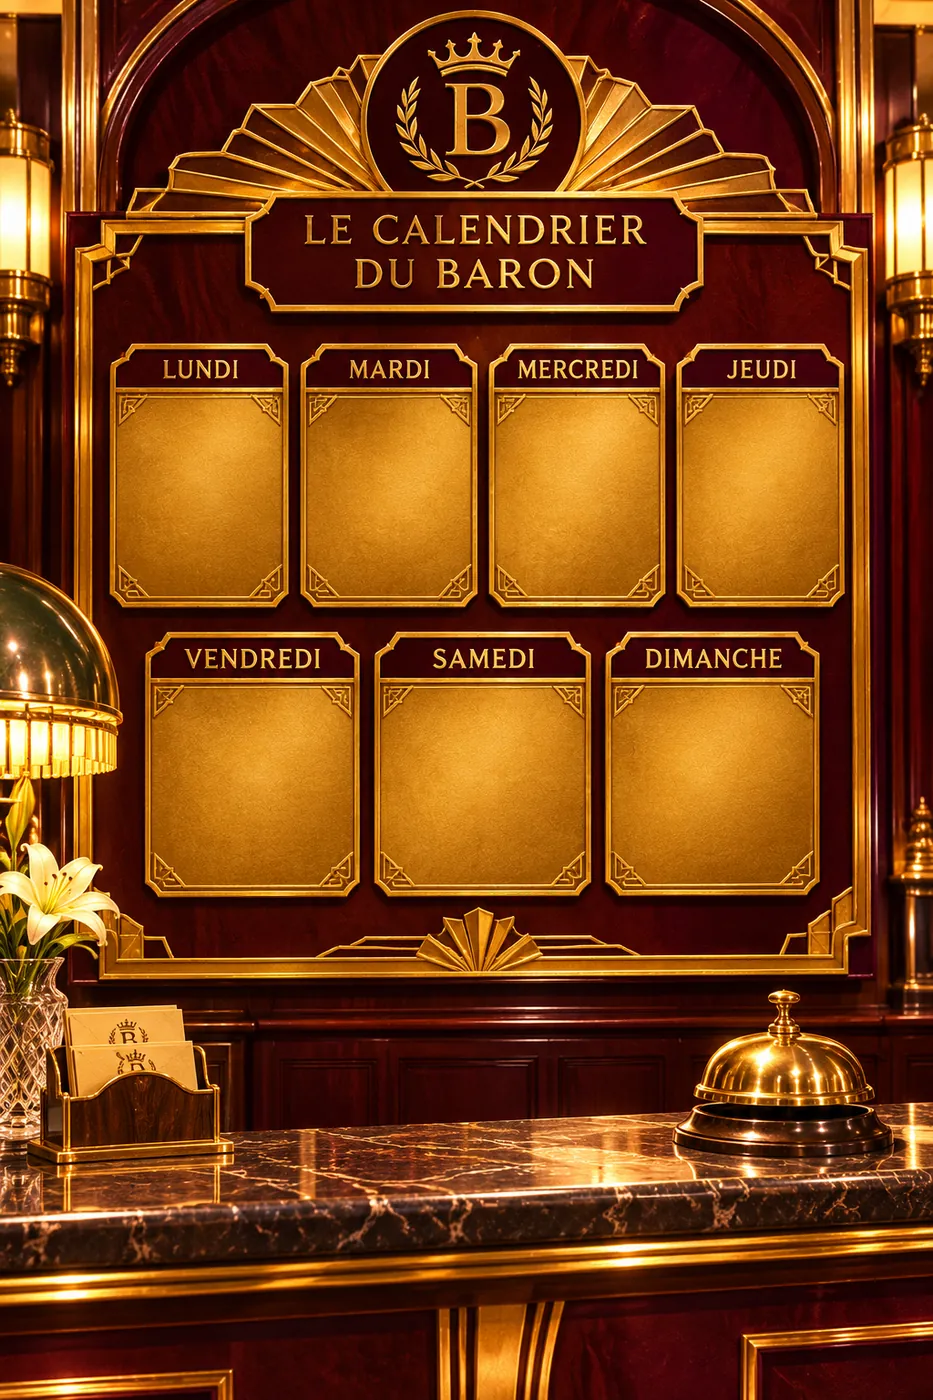 B
LE CALENDRIER
DU BARON
LUNDI
MARDI
MERCREDI
JEUDI
VENDREDI
SAMEDI
DIMANCHE
B
B